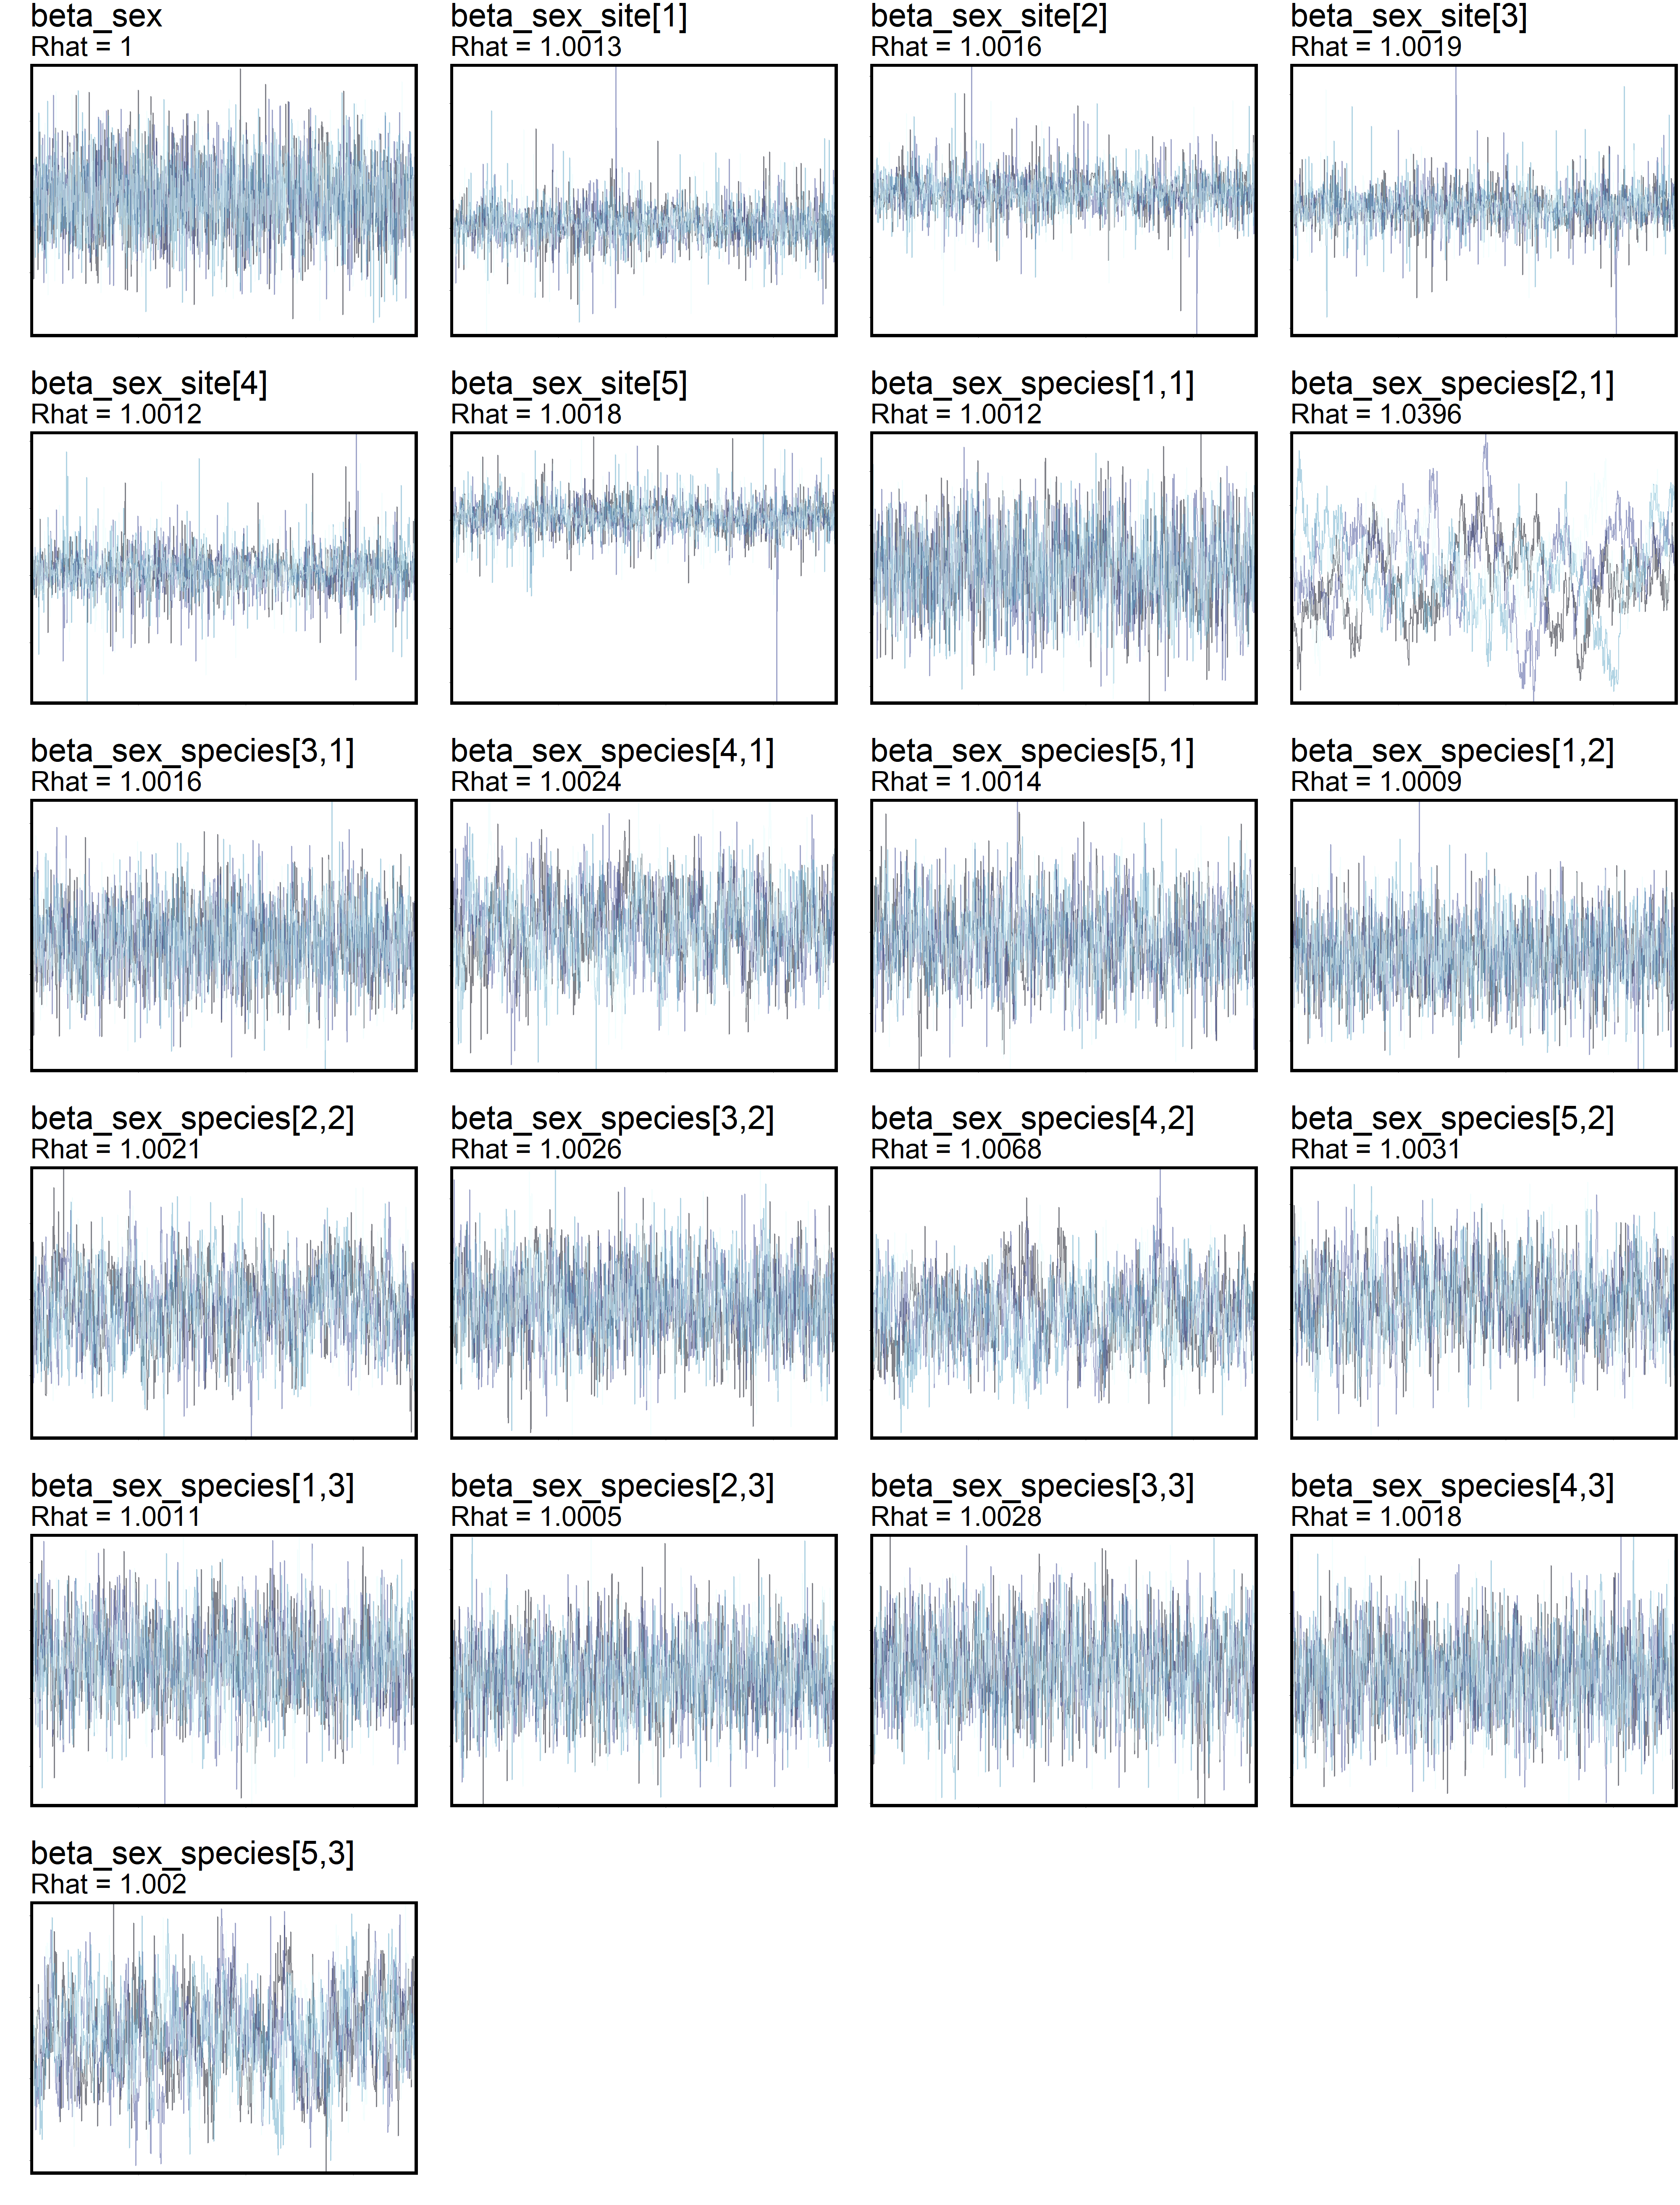 beta_sex
Rhat = 1
beta_sex_site[1]
Rhat = 1.0013
beta_sex_site[2]
Rhat = 1.0016
beta_sex_site[3]
Rhat = 1.0019
beta_sex_site[4]
Rhat = 1.0012
beta_sex_site[5]
Rhat = 1.0018
beta_sex_species[1,1]
Rhat = 1.0012
beta_sex_species[2,1]
Rhat = 1.0396
beta_sex_species[3,1]
Rhat = 1.0016
beta_sex_species[4,1]
Rhat = 1.0024
beta_sex_species[5,1]
Rhat = 1.0014
beta_sex_species[1,2]
Rhat = 1.0009
beta_sex_species[2,2]
Rhat = 1.0021
beta_sex_species[3,2]
Rhat = 1.0026
beta_sex_species[4,2]
Rhat = 1.0068
beta_sex_species[5,2]
Rhat = 1.0031
beta_sex_species[1,3]
Rhat = 1.0011
beta_sex_species[2,3]
Rhat = 1.0005
beta_sex_species[3,3]
Rhat = 1.0028
beta_sex_species[4,3]
Rhat = 1.0018
beta_sex_species[5,3]
Rhat = 1.002